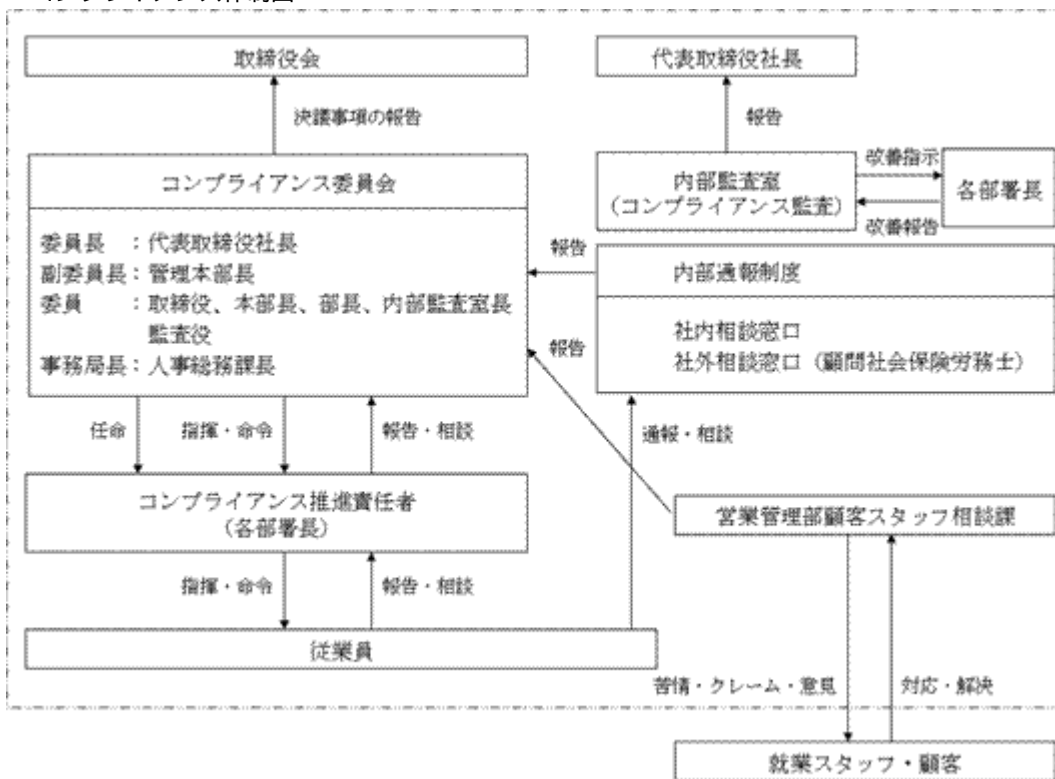 取締役会
代表取締役社長
決議事項の報告
報告
コンプライアンス委員会
委員長　：代表取締役社長
副委員長：管理本部長
委員　　：取締役、本部長、部長、内部監査室長
監査役
事務局長：人事総務課長
内部監査室
（コンプライアンス監査）
改善指示
各部署長
改善報告
報告
内部通報制度
社内相談窓口
社外相談窓口（顧問社会保険労務士）
報告
任命
指揮・命令
報告・相談
通報・相談
コンプライアンス推進責任者
（各部署長）
営業管理部顧客スタッフ相談課
指揮・命令
報告・相談
従業員
苦情・クレーム・意見
対応・解決
就業スタッフ・顧客